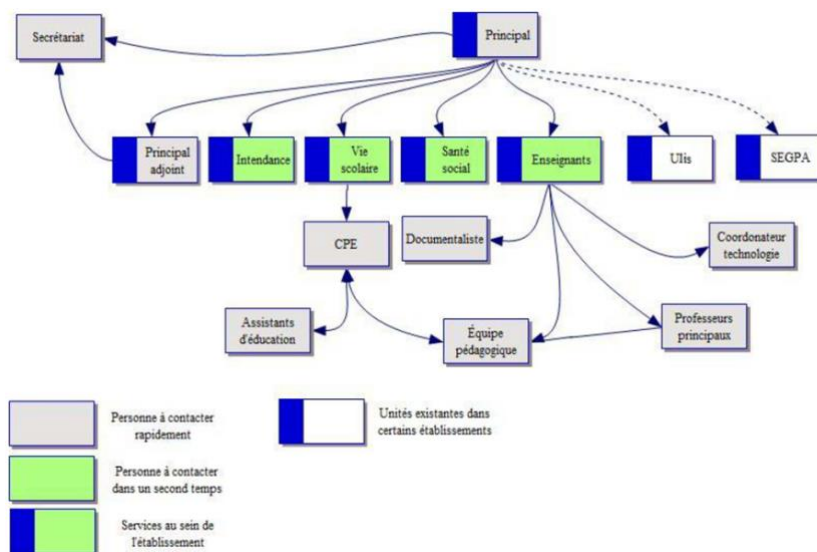 Secrétariat
Principal
Principal
adjoint
Intendance
Vie
scolaire
Santé
social
Enseignants
Ulis
SEGPA
CPE
Documentaliste
Coordonateur
technologie
Assistants
d'éducation
Équipe
pédagogique
Professeurs
principaux
Personne à contacter
rapidement
Unités existantes dans
certains établissements
Personne à contacter
dans un second temps
Services au sein de
l'établissement